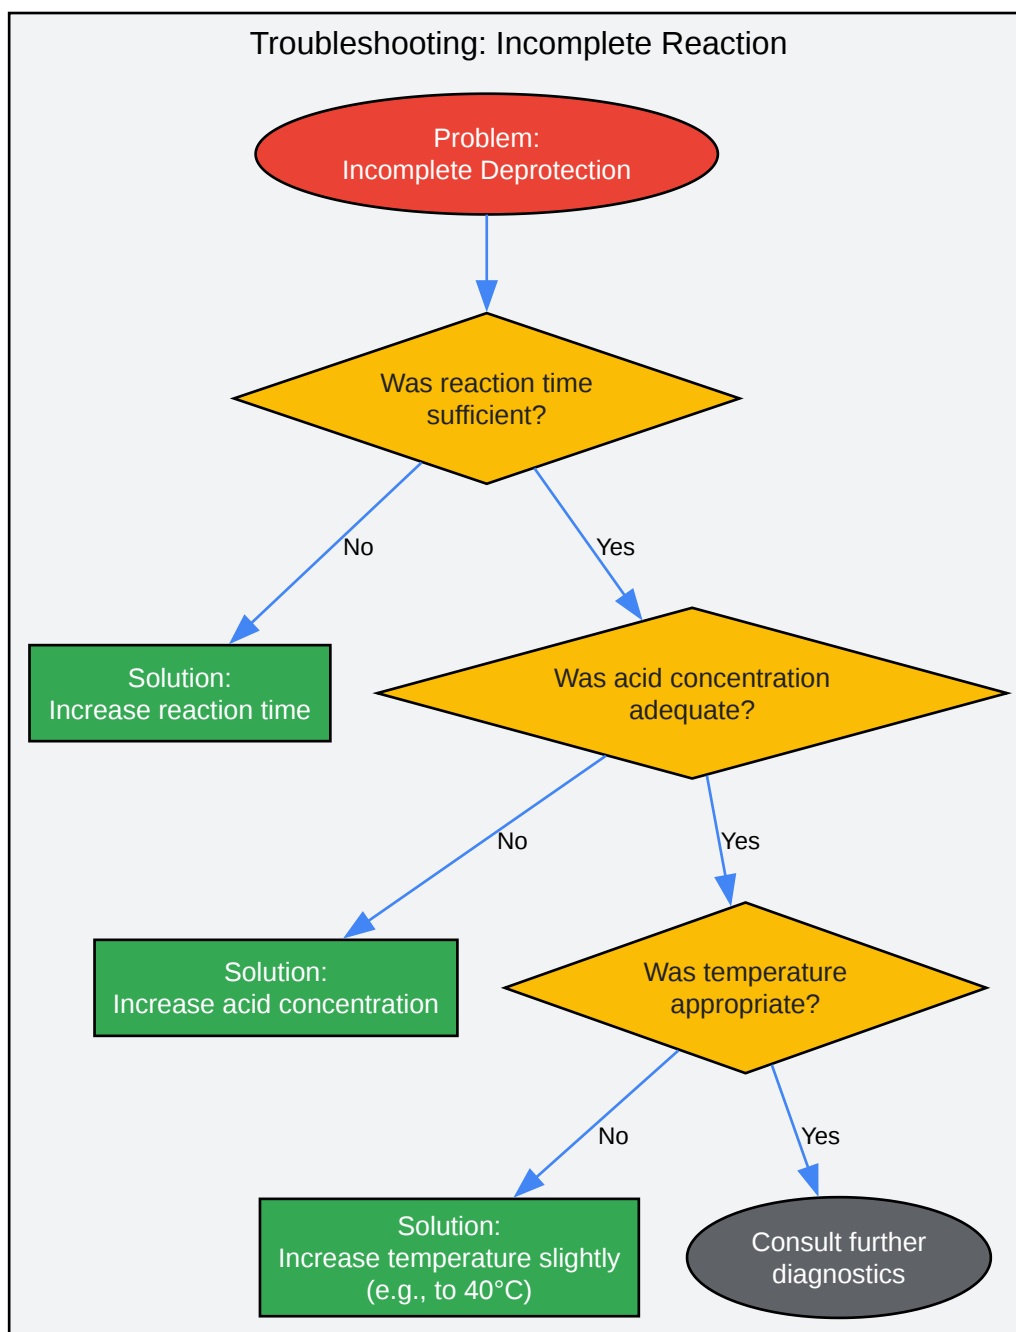 Troubleshooting: Incomplete Reaction
Problem:
Incomplete Deprotection
Was reaction time
sufficient?
No
Yes
Solution:
Increase reaction time
Was acid concentration
adequate?
No
Yes
Solution:
Increase acid concentration
Was temperature
appropriate?
No
Yes
Solution:
Increase temperature slightly
(e.g., to 40°C)
Consult further
diagnostics